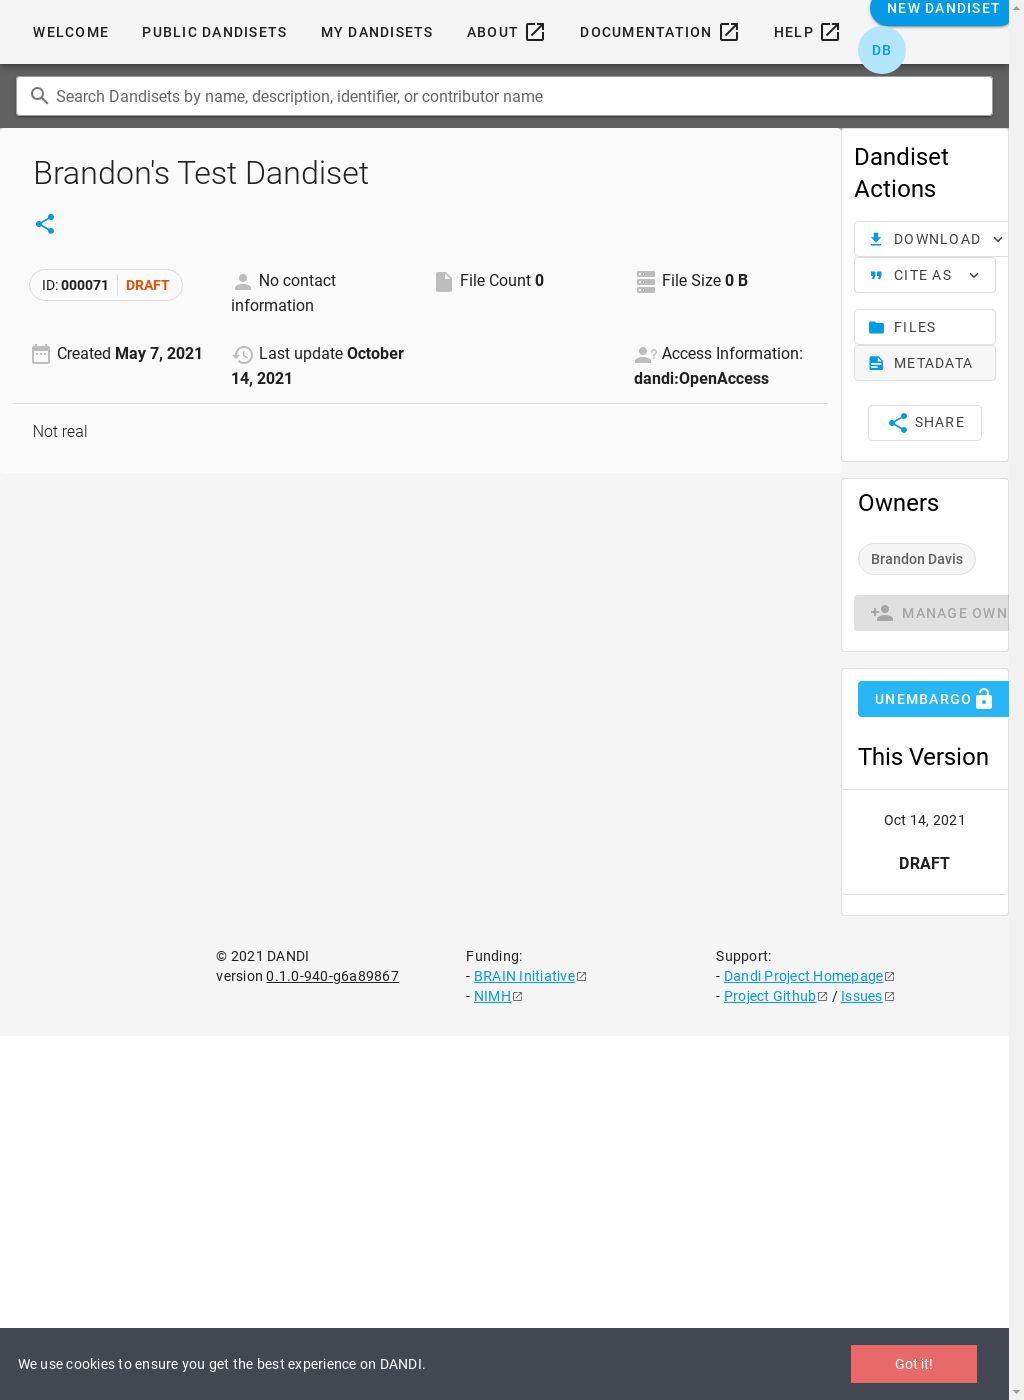 NEW DANDISET
WELCOME
PUBLIC DANDISETS
MY DANDISETS
ABOUT
DOCUMENTATION
HELP
DB
Search Dandisets by name, description, identifier, or contributor name
Brandon's Test Dandiset
ID: 000071 DRAFT
No contact
information
File Count 0
File Size 0 B
Created May 7, 2021
Last update October
14, 2021
Access Information:
dandi:OpenAccess
Not real
Dandiset
Actions
DOWNLOAD
CITE AS
FILES
METADATA
SHARE
Owners
Brandon Davis
MANAGE OWN
UNEMBARGO
This Version
Oct 14, 2021
DRAFT
© 2021 DANDI
version 0.1.0-940-g6a89867
Funding:
- BRAIN Initiative
- NIMH
Support:
- Dandi Project Homepage
- Project Github / Issues
We use cookies to ensure you get the best experience on DANDI.
Got it!